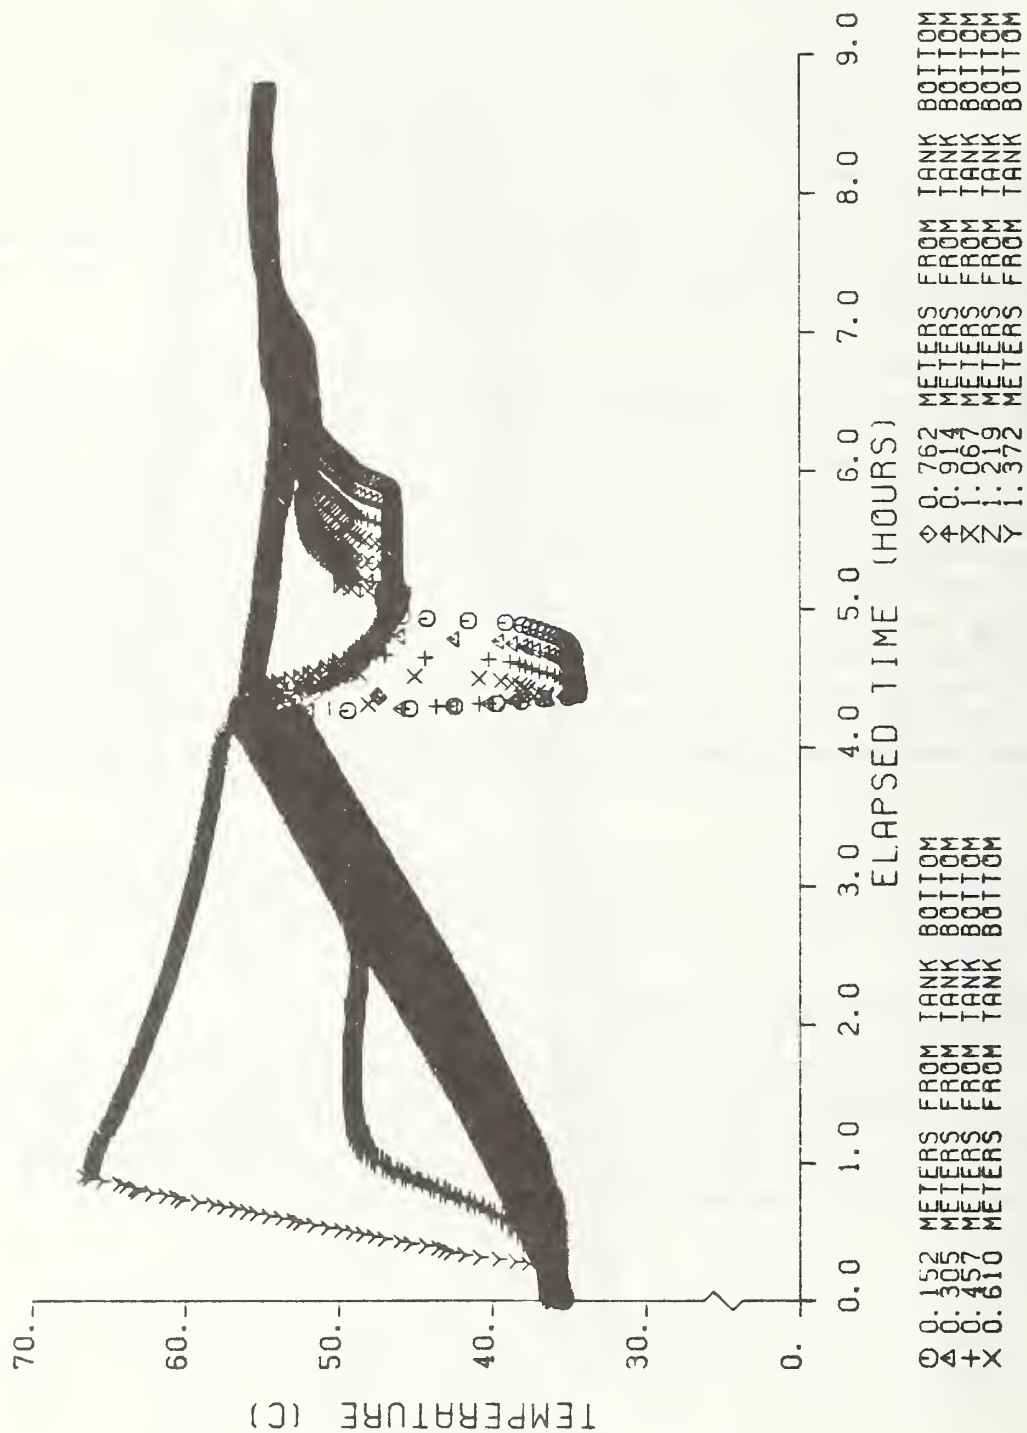 TEMPERATURE (C)
70.
60.
50.
40.
30.
0.
0.0 1.0 2.0 3.0 4.0 5.0 6.0 7.0 8.0 9.0
ELAPSED TIME (HOURS)
0.152 METERS FROM TANK BOTTOM
0.305 METERS FROM TANK BOTTOM
0.457 METERS FROM TANK BOTTOM
0.610 METERS FROM TANK BOTTOM
0.762 METERS FROM TANK BOTTOM
0.914 METERS FROM TANK BOTTOM
1.067 METERS FROM TANK BOTTOM
1.219 METERS FROM TANK BOTTOM
1.372 METERS FROM TANK BOTTOM